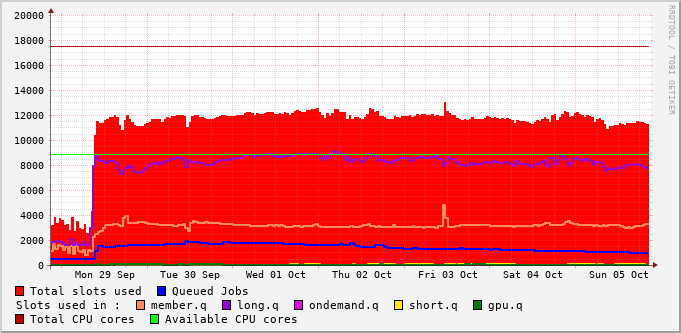 RRDTOOL / TOBI OETIKER
20000
18000
16000
14000
12000
10000
8000
6000
4000
2000
0
Mon 29 Sep Tue 30 Sep Wed 01 Oct Thu 02 Oct Fri 03 Oct Sat 04 Oct Sun 05 Oct
Total slots used Queued Jobs
Slots used in : member.q long.q ondemand.q short.q gpu.q
Total CPU cores Available CPU cores